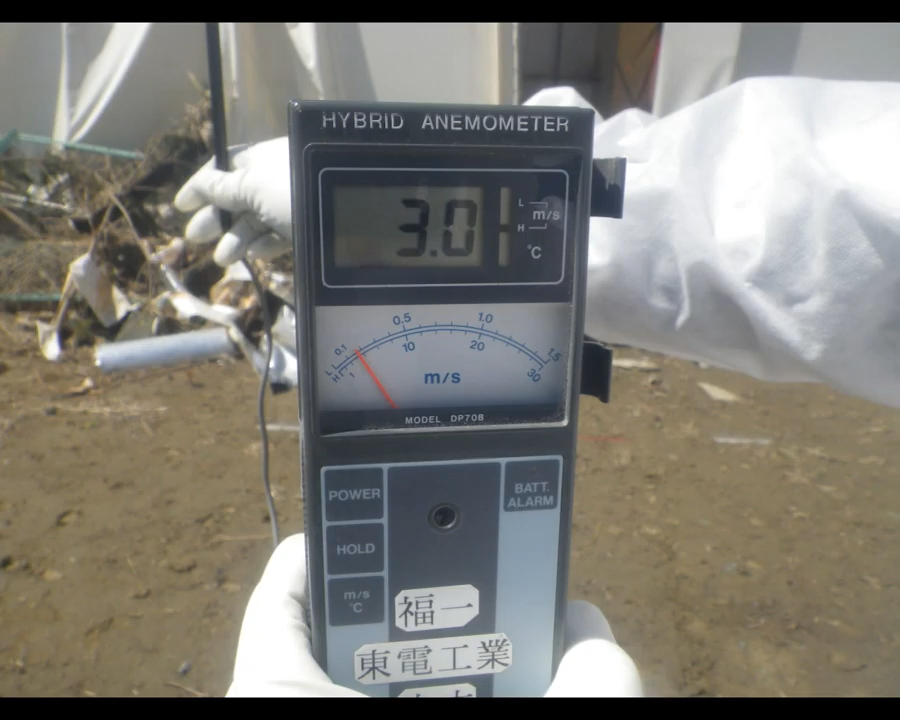 HYBRID ANEMOMETER
3.0
L
m/s
H
°C
0.5 1.0
0.1 1.5
L
H 1 10 20 30
m/s
MODEL DP70B
POWER
BATT.
ALARM
HOLD
m/s
°C
福一
東電工業